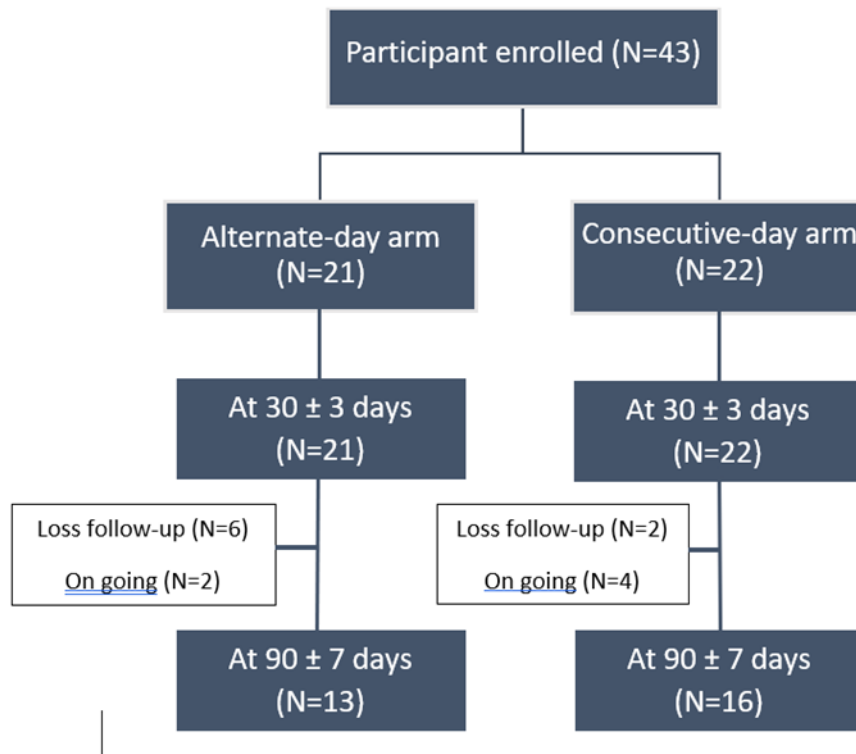 Participant enrolled (N=43)
Alternate-day arm
(N=21)
Consecutive-day arm
(N=22)
At 30 ± 3 days
(N=21)
At 30 ± 3 days
(N=22)
Loss follow-up (N=6)
On going (N=2)
Loss follow-up (N=2)
On going (N=4)
At 90 ± 7 days
(N=13)
At 90 ± 7 days
(N=16)